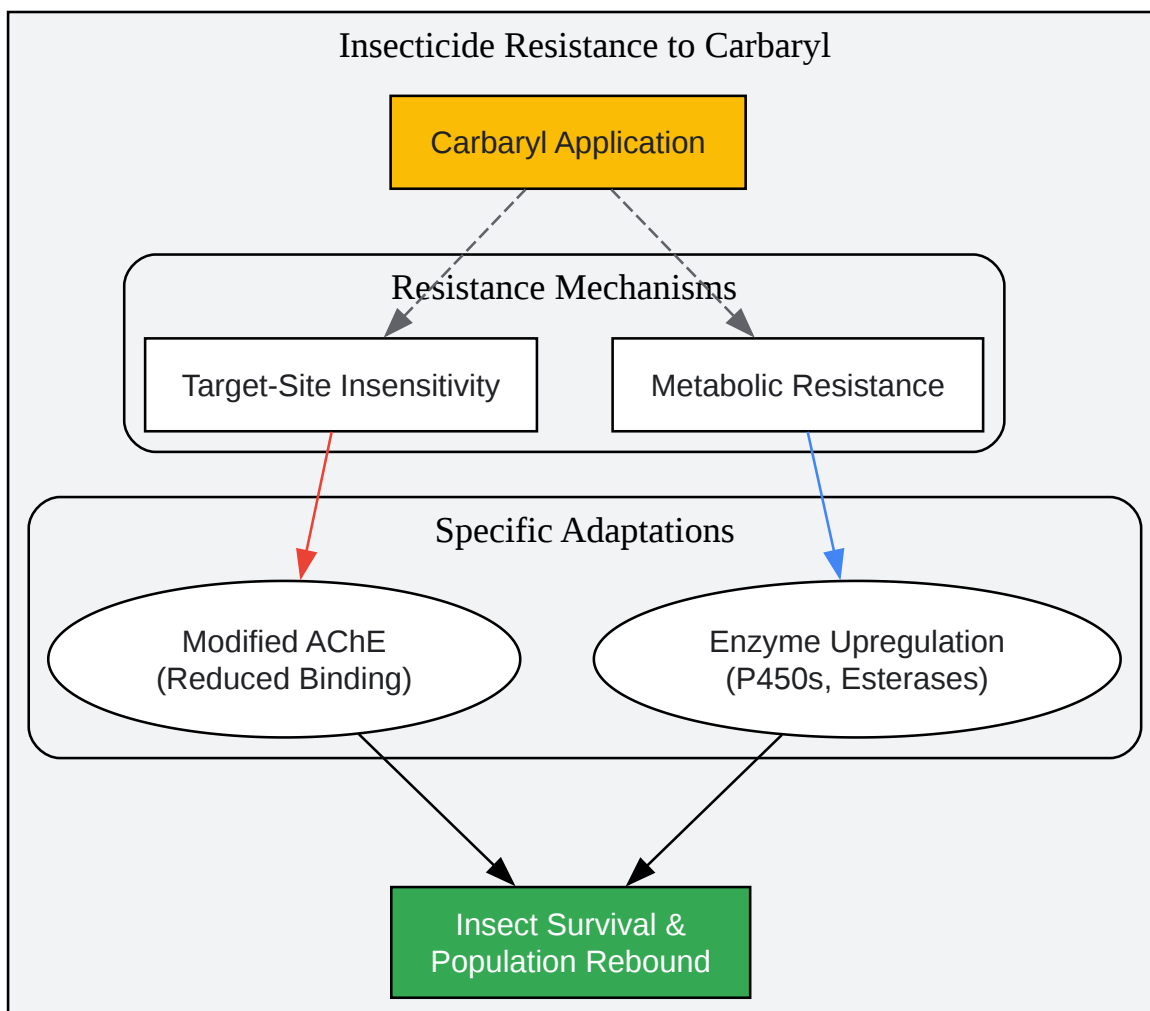 Insecticide Resistance to Carbaryl
Carbaryl Application
Resistance Mechanisms
Target-Site Insensitivity
Metabolic Resistance
Specific Adaptations
Modified AChE
(Reduced Binding)
Enzyme Upregulation
(P450s, Esterases)
Insect Survival &
Population Rebound